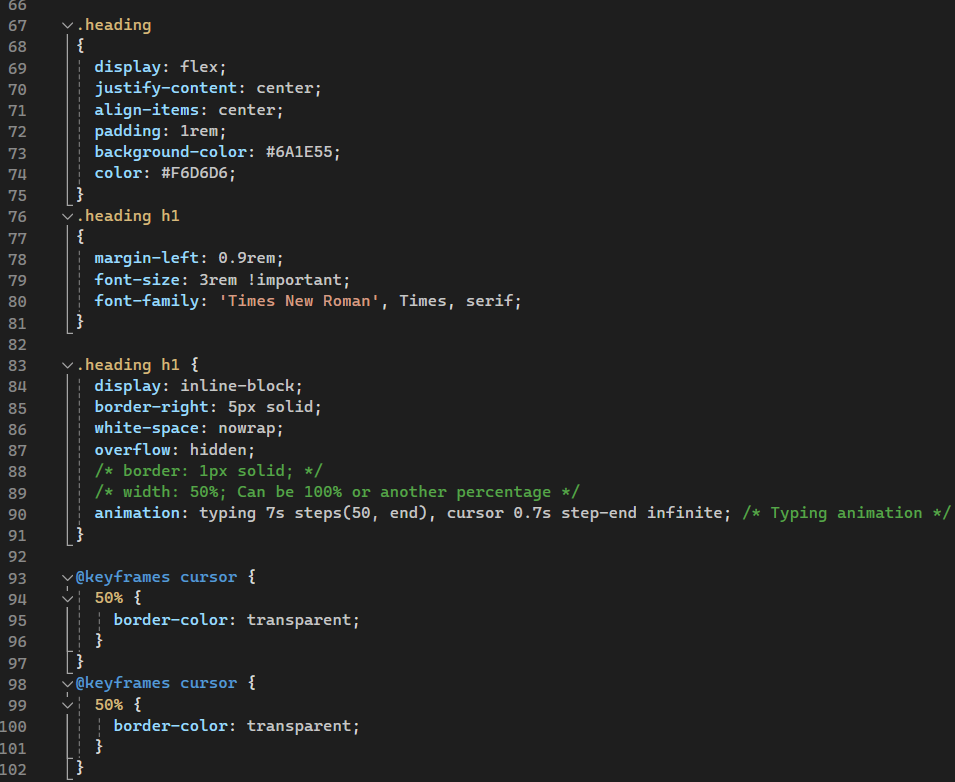 66
67 .heading
68 {
69 display: flex;
70 justify-content: center;
71 align-items: center;
72 padding: 1rem;
73 background-color: #6A1E55;
74 color: #F6D6D6;
75 }
76 .heading h1
77 {
78 margin-left: 0.9rem;
79 font-size: 3rem !important;
80 font-family: 'Times New Roman', Times, serif;
81 }
82
83 .heading h1 {
84 display: inline-block;
85 border-right: 5px solid;
86 white-space: nowrap;
87 overflow: hidden;
88 /* border: 1px solid; */
89 /* width: 50%; Can be 100% or another percentage */
90 animation: typing 7s steps(50, end), cursor 0.7s step-end infinite; /* Typing animation */
91 }
92
93 @keyframes cursor {
94 50% {
95 border-color: transparent;
96 }
97 }
98 @keyframes cursor {
99 50% {
100 border-color: transparent;
101 }
102 }